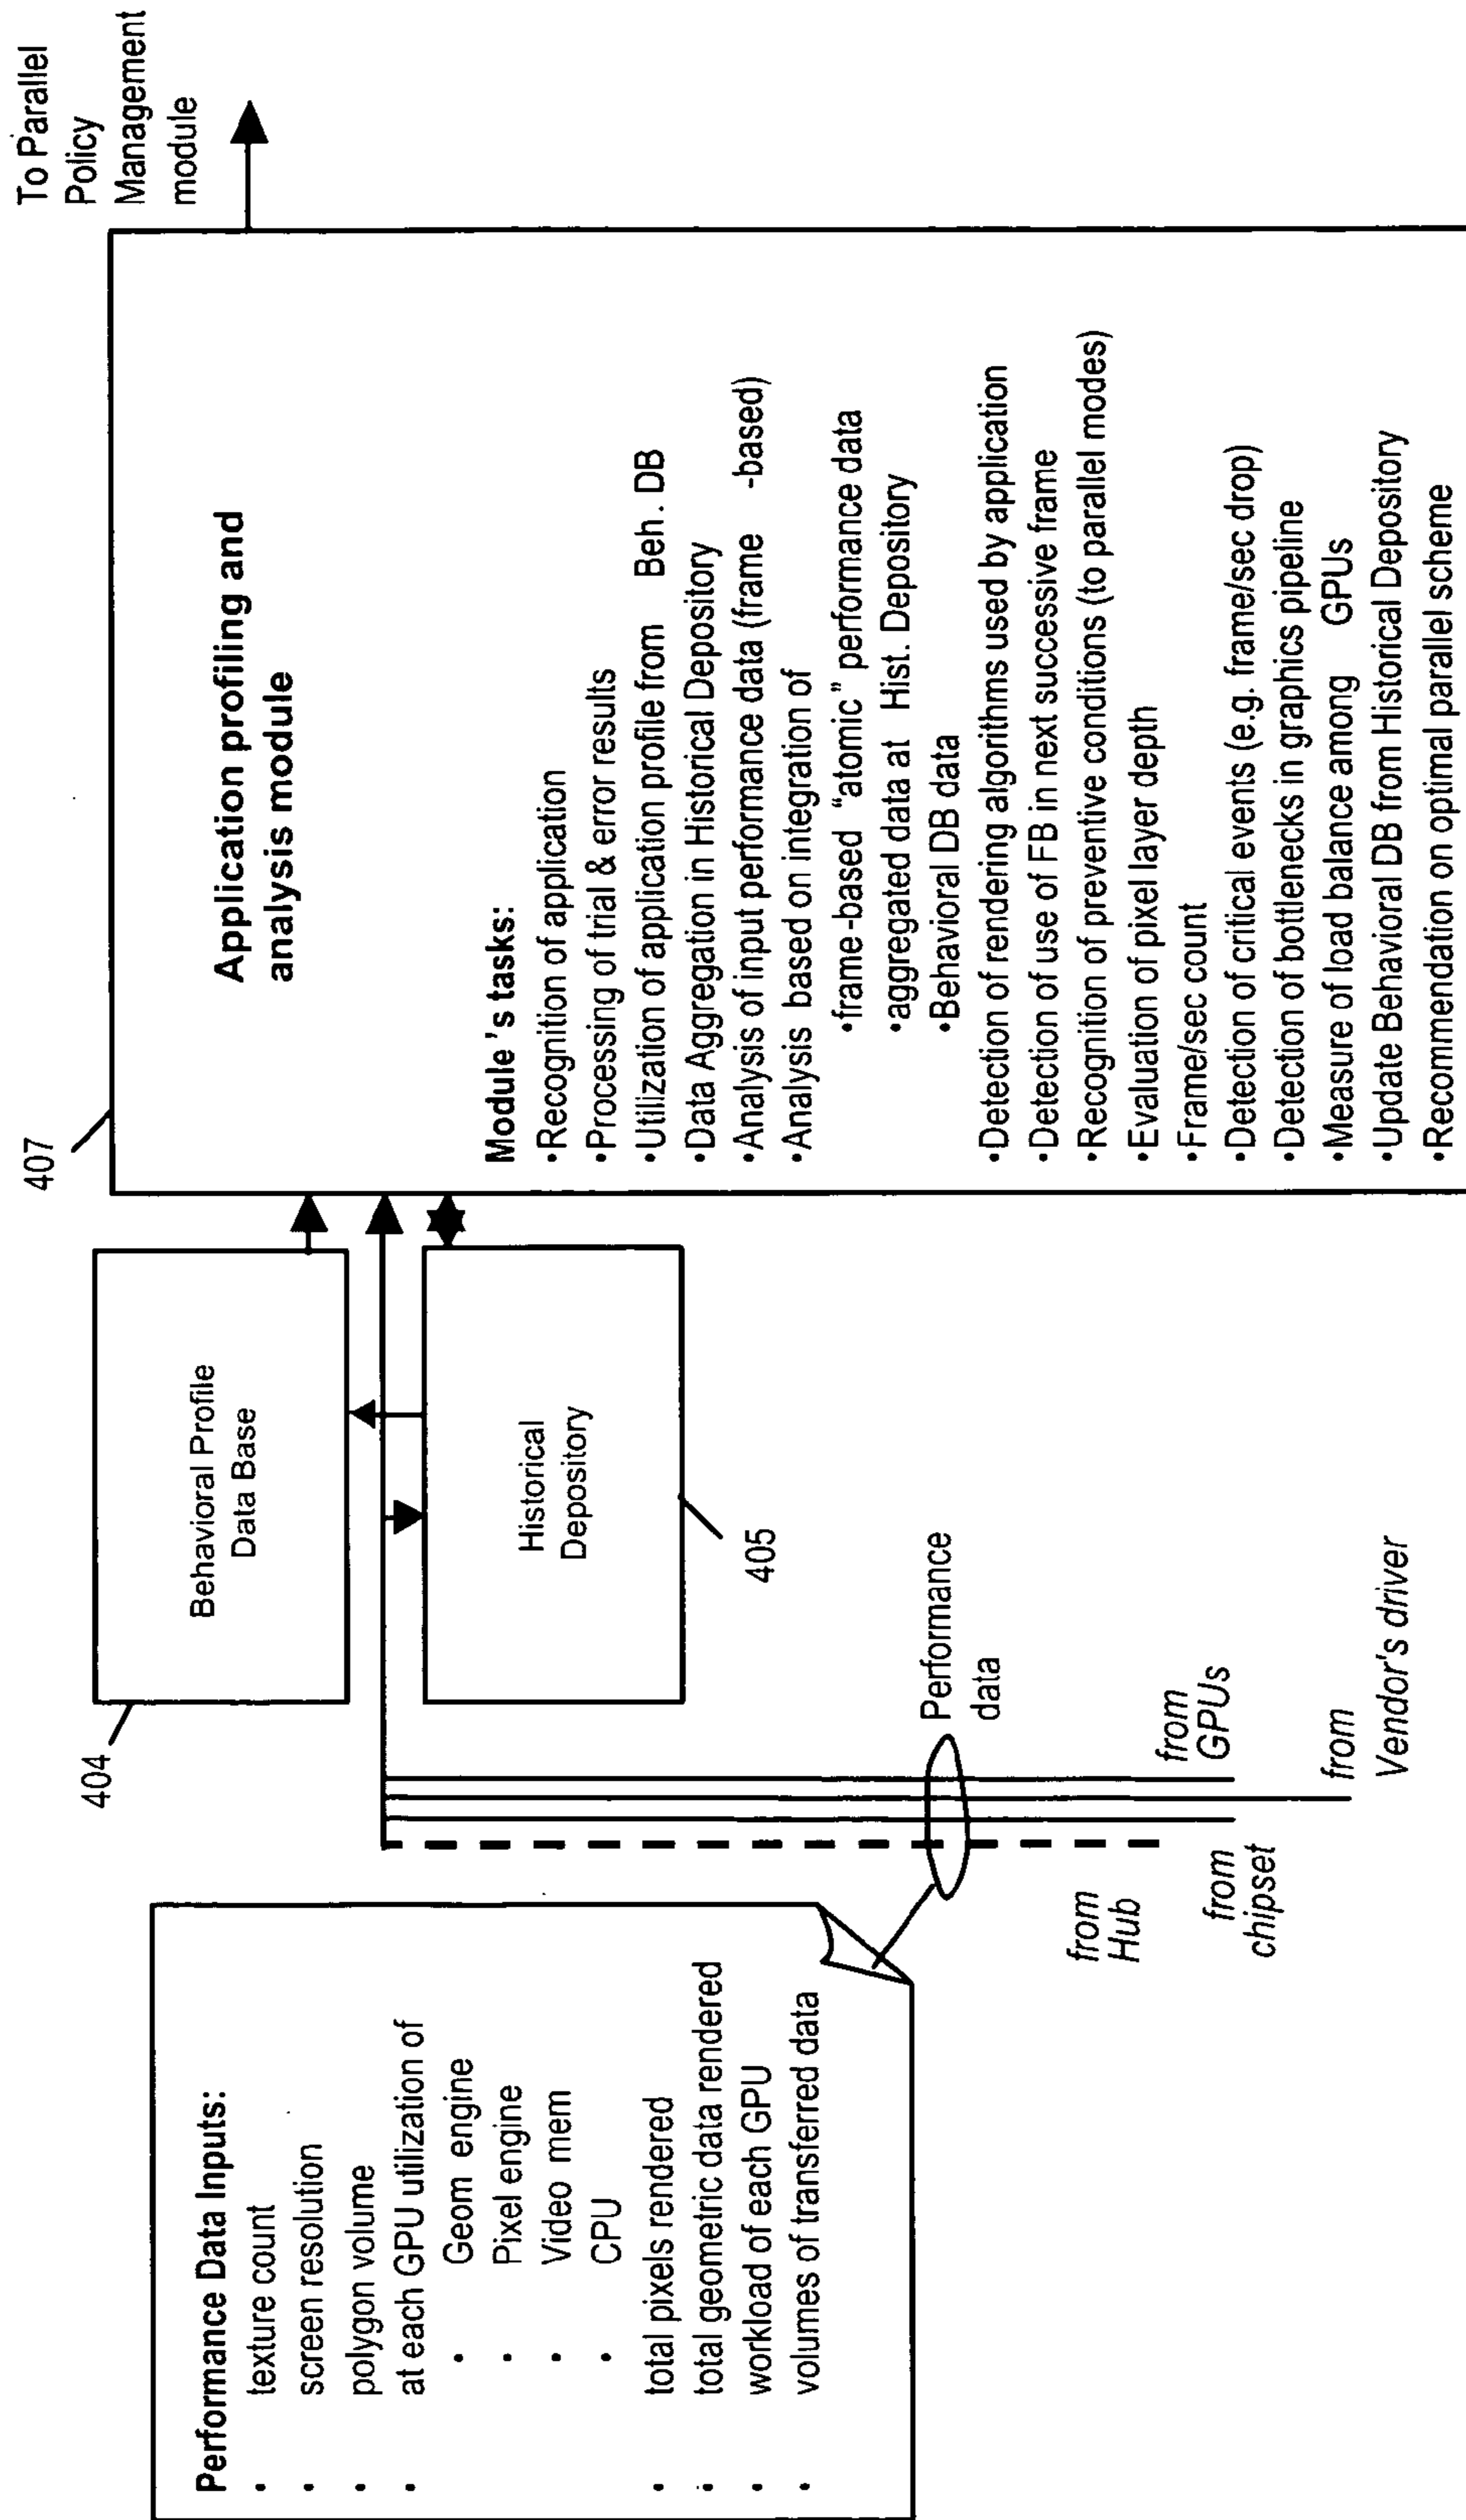 Performance Data Inputs:
• texture count
• screen resolution
• polygon volume
• at each GPU utilization of
• Geom engine
• Pixel engine
• Video mem
• CPU
• total pixels rendered
• total geometric data rendered
• workload of each GPU
• volumes of transferred data
404
Behavioral Profile
Data Base
Historical
Depository
405
Performance
data
from
Hub
from
chipset
from
GPUs
from
Vendor's driver
407
Application profiling and
analysis module
Module 's tasks:
•Recognition of application
•Processing of trial & error results
•Utilization of application profile from Beh. DB
•Data Aggregation in Historical Depository
•Analysis of input performance data (frame -based)
•Analysis based on integration of
•frame-based “atomic ” performance data
•aggregated data at Hist. Depository
•Behavioral DB data
•Detection of rendering algorithms used by application
•Detection of use of FB in next successive frame
•Recognition of preventive conditions (to parallel modes)
•Evaluation of pixel layer depth
•Frame/sec count
•Detection of critical events (e.g. frame/sec drop)
•Detection of bottlenecks in graphics pipeline
•Measure of load balance among GPUs
•Update Behavioral DB from Historical Depository
•Recommendation on optimal parallel scheme
To Parallel
Policy
Management
module